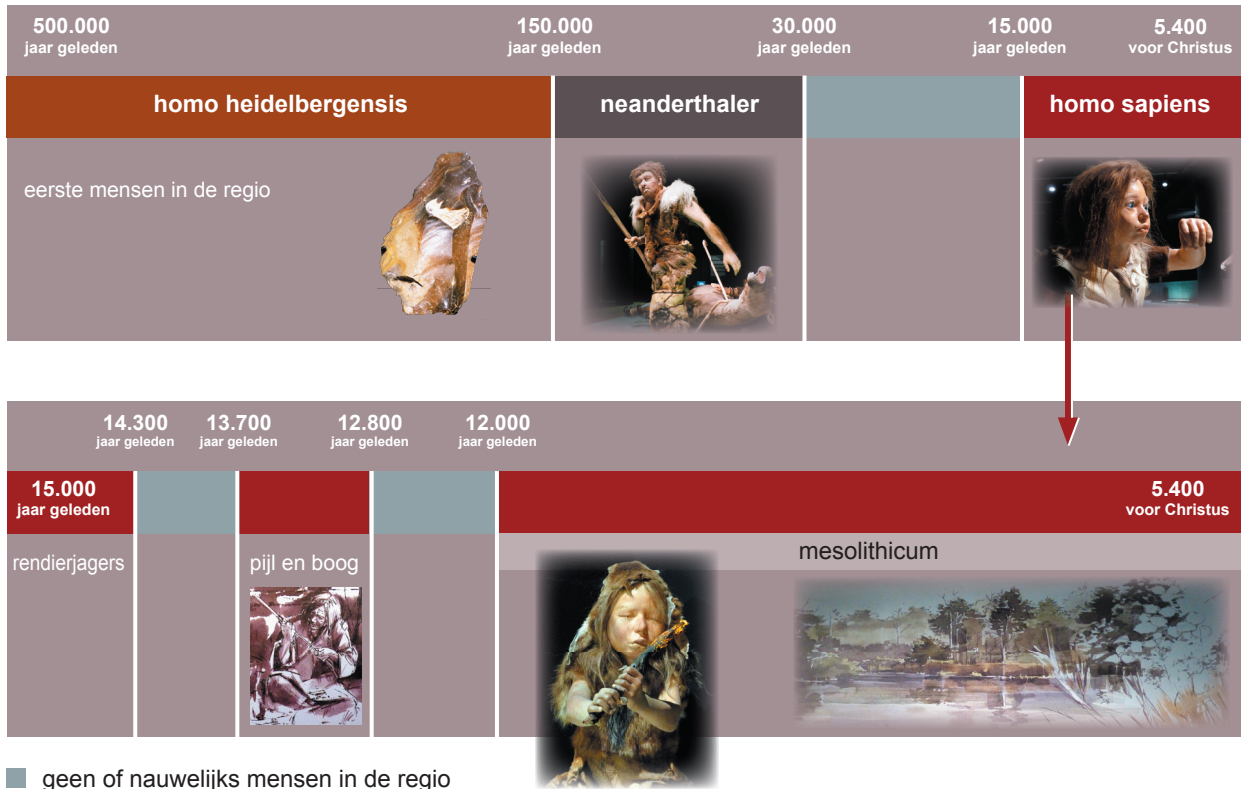 500.000
jaar geleden
150.000
jaar geleden
30.000
jaar geleden
15.000
jaar geleden
5.400
voor Christus
homo heidelbergensis
neanderthaler
homo sapiens
eerste mensen in de regio
14.300
jaar geleden
13.700
jaar geleden
12.800
jaar geleden
12.000
jaar geleden
15.000
jaar geleden
5.400
voor Christus
rendierjagers
pijl en boog
mesolithicum
geen of nauwelijks mensen in de regio